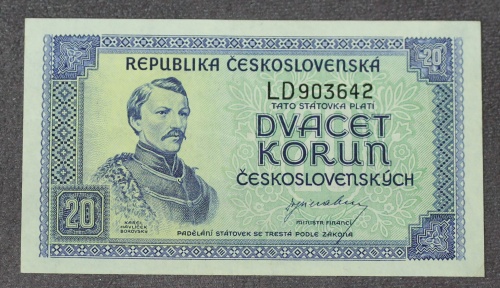 20
REPUBLIKA ČESKOSLOVENSKÁ
LD903642
TATO STÁTOVKA PLATÍ
DVACET
KORUN
ČESKOSLOVENSKÝCH
KAREL
HAVLÍČEK
BOROVSKÝ
20
MINISTR FINANCÍ
PADĚLÁNÍ STÁTOVEK SE TRESTÁ PODLE ZÁKONA
20